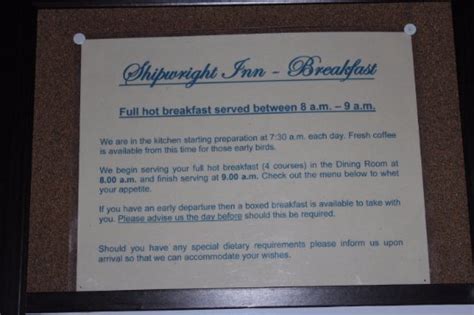 Shipwright Inn - Breakfast
Full hot breakfast served between 8 a.m. – 9 a.m.
We are in the kitchen starting preparation at 7:30 a.m. each day. Fresh coffee
is available from this time for those early birds.
We begin serving your full hot breakfast (4 courses) in the Dining Room at
8.00 a.m. and finish serving at 9.00 a.m. Check out the menu below to whet
your appetite.
If you have an early departure then a boxed breakfast is available to take with
you. Please advise us the day before should this be required.
Should you have any special dietary requirements please inform us upon
arrival so that we can accommodate your wishes.